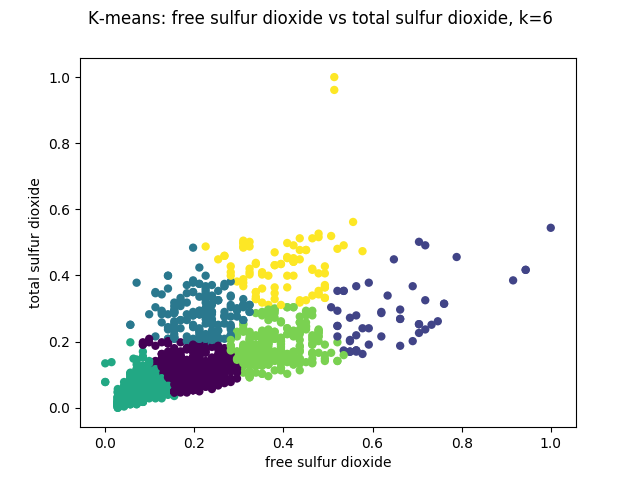 K-means: free sulfur dioxide vs total sulfur dioxide, k=6
1.0
0.8
0.6
0.4
0.2
0.0
total sulfur dioxide
0.0 0.2 0.4 0.6 0.8 1.0
free sulfur dioxide